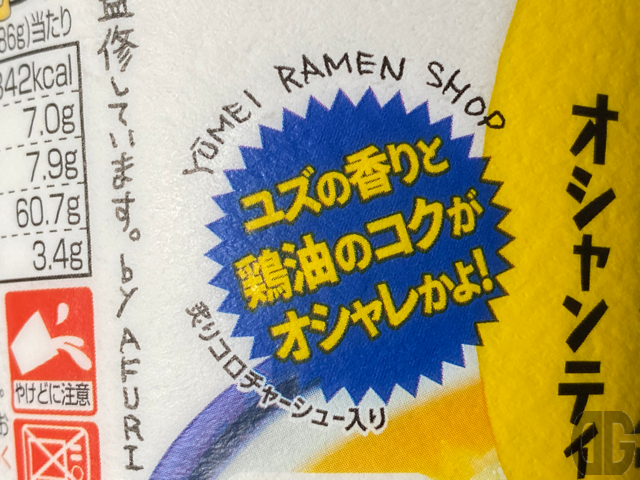 86g)当たり
342kcal
7.0g
7.9g
60.7g
3.4g
やけどに注意
監修しています。by AFURI
YŪMEI RAMEN SHOP
ユズの香りと
鶏油のコクが
オシャレかよ!
炙りコロチャーシュー入り
オシャンティ